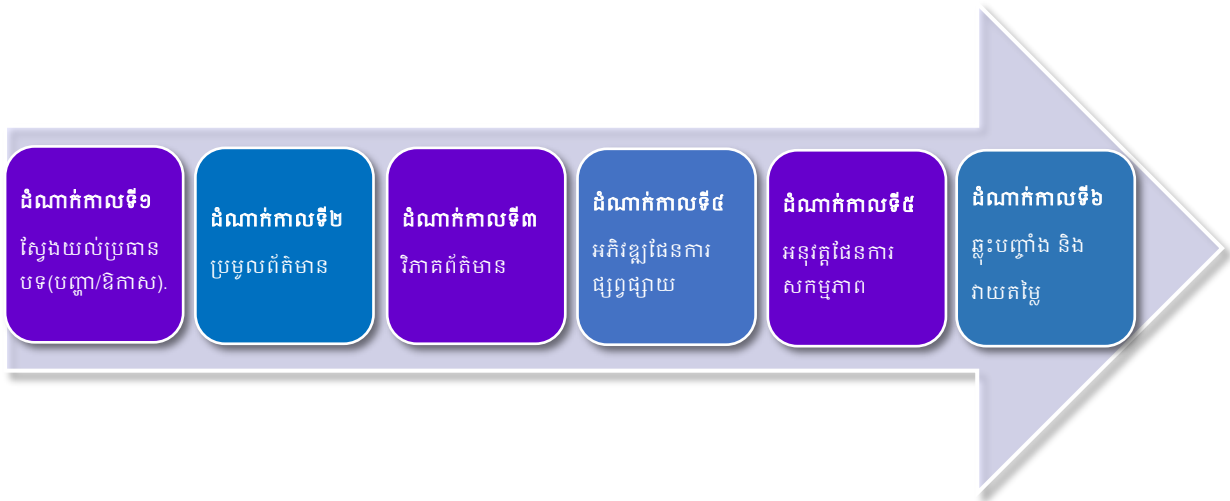 ដំណាក់កាលទី១
ស្វែងយល់ប្រធាន
បទ(បញ្ហា/ឱកាស).
ដំណាក់កាលទី២
ប្រមូលព័ត៌មាន
ដំណាក់កាលទី៣
វិភាគព័ត៌មាន
ដំណាក់កាលទី៤
អភិវឌ្ឍផែនការ
ផ្សព្វផ្សាយ
ដំណាក់កាលទី៥
អនុវត្តផែនការ
សកម្មភាព
ដំណាក់កាលទី៦
ឆ្លុះបញ្ចាំង និង
វាយតម្លៃ